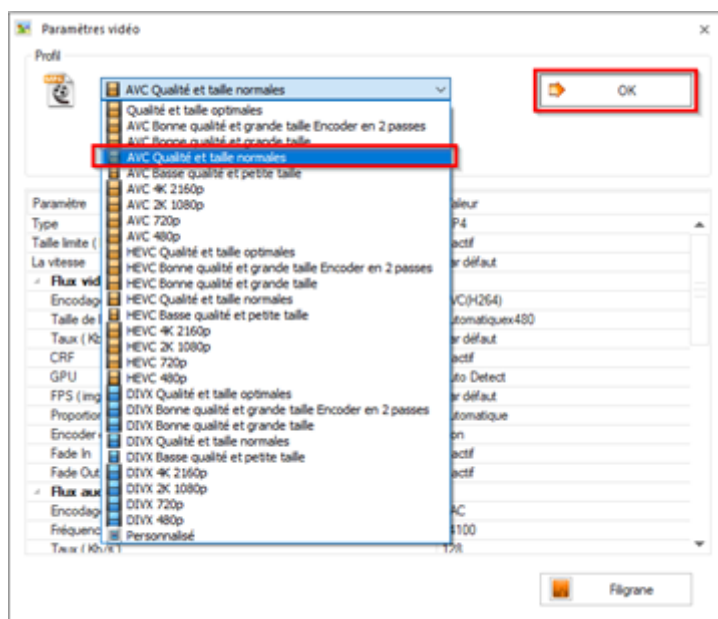 Paramètres vidéo
Profil
AVC Qualité et taille normales
OK
Qualité et taille optimales
AVC Bonne qualité et grande taille Encoder en 2 passes
AVC Bonne qualité et grande taille
AVC Qualité et taille normales
AVC Basse qualité et petite taille
AVC 4K 2160p
AVC 2K 1080p
AVC 720p
AVC 480p
HEVC Qualité et taille optimales
HEVC Bonne qualité et grande taille Encoder en 2 passes
HEVC Bonne qualité et grande taille
HEVC Qualité et taille normales
HEVC Basse qualité et petite taille
HEVC 4K 2160p
HEVC 2K 1080p
HEVC 720p
HEVC 480p
DIVX Qualité et taille optimales
DIVX Bonne qualité et grande taille Encoder en 2 passes
DIVX Bonne qualité et grande taille
DIVX Qualité et taille normales
DIVX Basse qualité et petite taille
DIVX 4K 2160p
DIVX 2K 1080p
DIVX 720p
DIVX 480p
Personnalisé
Paramètre aleur
Type P4
Taille limite ( actif
La vitesse ar défaut
Flux vid
Encodag VC(H264)
Taille de l utomatiquex480
Taux ( Kb ar défaut
CRF actif
GPU uto Detect
FPS ( img ar défaut
Proportion utomatique
Encoder on
Fade In actif
Fade Out actif
Flux aud
Encodag AC
Fréquenc 4100
Taux ( Kb/s ) 128
Filigrane